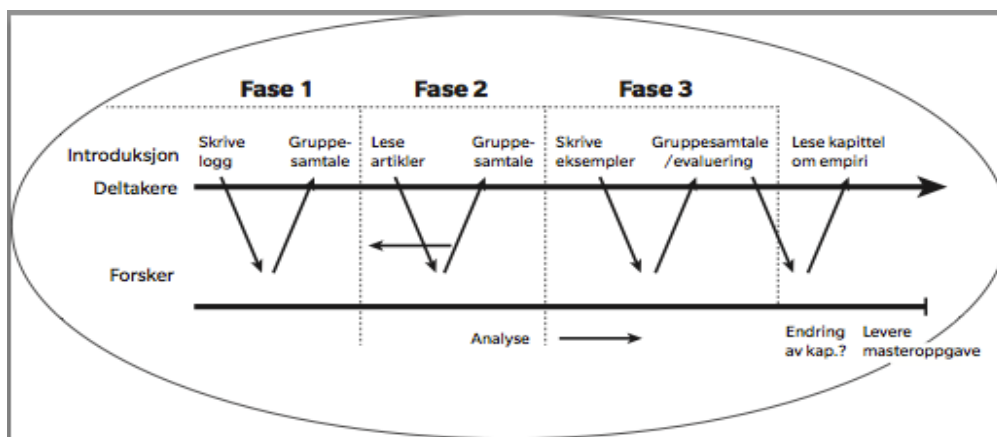 Fase 1
Fase 2
Fase 3
Introduksjon
Skrive
logg
Gruppe-
samtale
Lese
artikler
Gruppe-
samtale
Skrive
eksempler
Gruppesamtale
/evaluering
Lese kapittel
om empiri
Deltakere
Forsker
Analyse
Endring
av kap.?
Levere
masteroppgave